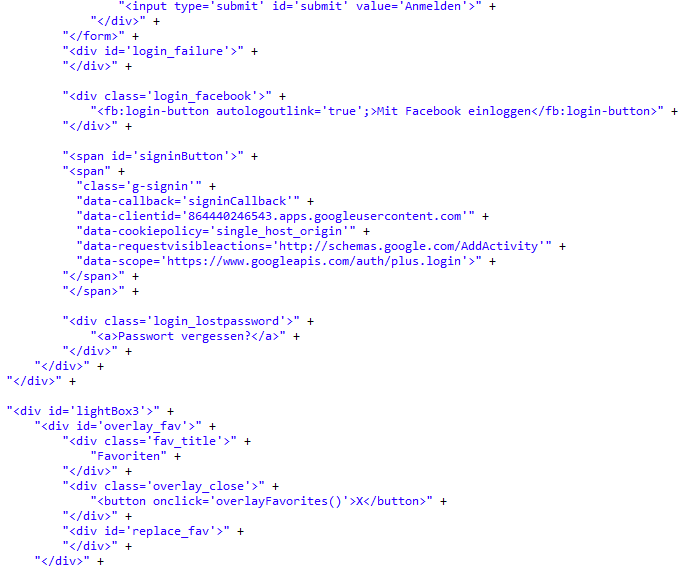 "<input type='submit' id='submit' value='Anmelden'>" +
"</div>" +
"</form>" +
"<div id='login_failure'>" +
"</div>" +
"<div class='login_facebook'>" +
"<fb:login-button autologoutlink='true';>Mit Facebook einloggen</fb:login-button>" +
"</div>" +
"<span id='signinButton'>" +
"<span" +
"class='g-signin'" +
"data-callback='signinCallback'" +
"data-clientid='864440246543.apps.googleusercontent.com'" +
"data-cookiepolicy='single_host_origin'" +
"data-requestvisibleactions='http://schemas.google.com/AddActivity'" +
"data-scope='https://www.googleapis.com/auth/plus.login'>" +
"</span>" +
"</span>" +
"<div class='login_lostpassword'>" +
"<a>Passwort vergessen?</a>" +
"</div>" +
"</div>" +
"</div>" +
"<div id='lightBox3'>" +
"<div id='overlay_fav'>" +
"<div class='fav_title'>" +
"Favoriten" +
"</div>" +
"<div class='overlay_close'>" +
"<button onclick='overlayFavorites()'>X</button>" +
"</div>" +
"<div id='replace_fav'>" +
"</div>" +
"</div>" +